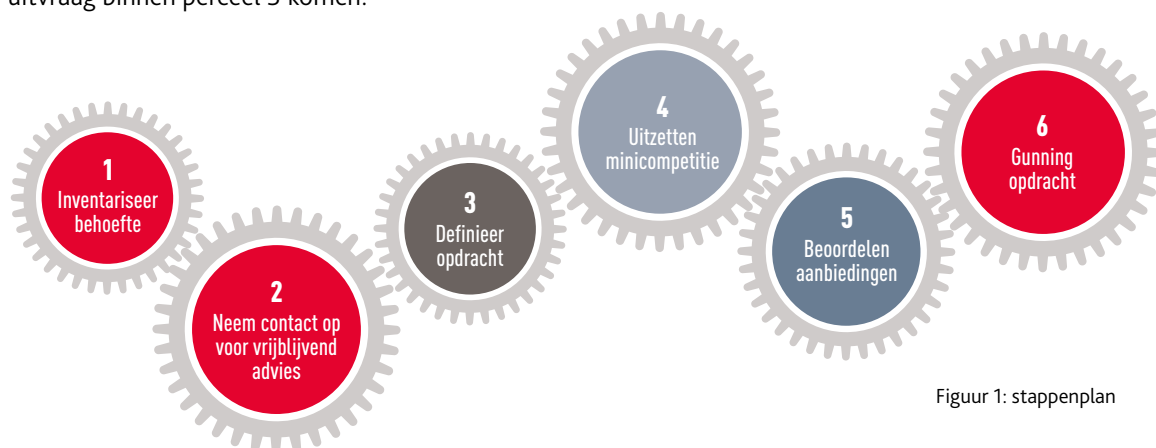 uitvraag binnen perceel 3 komen.
1
Inventariseer
behoefte
2
Neem contact op
voor vrijblijvend
advies
3
Definieer
opdracht
4
Uitzetten
minicompetitie
5
Beoordelen
aanbiedingen
6
Gunning
opdracht
Figuur 1: stappenplan